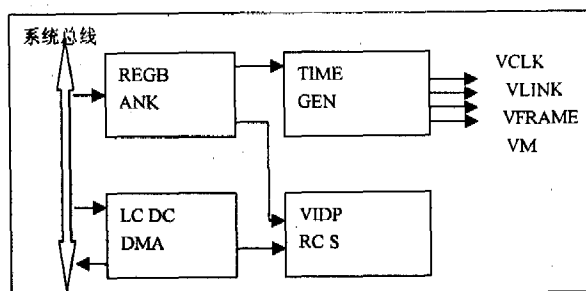 系统总线
REGB
ANK
TIME
GEN
VCLK
VLINK
VFRAME
VM
LC DC
DMA
VIDP
RC S